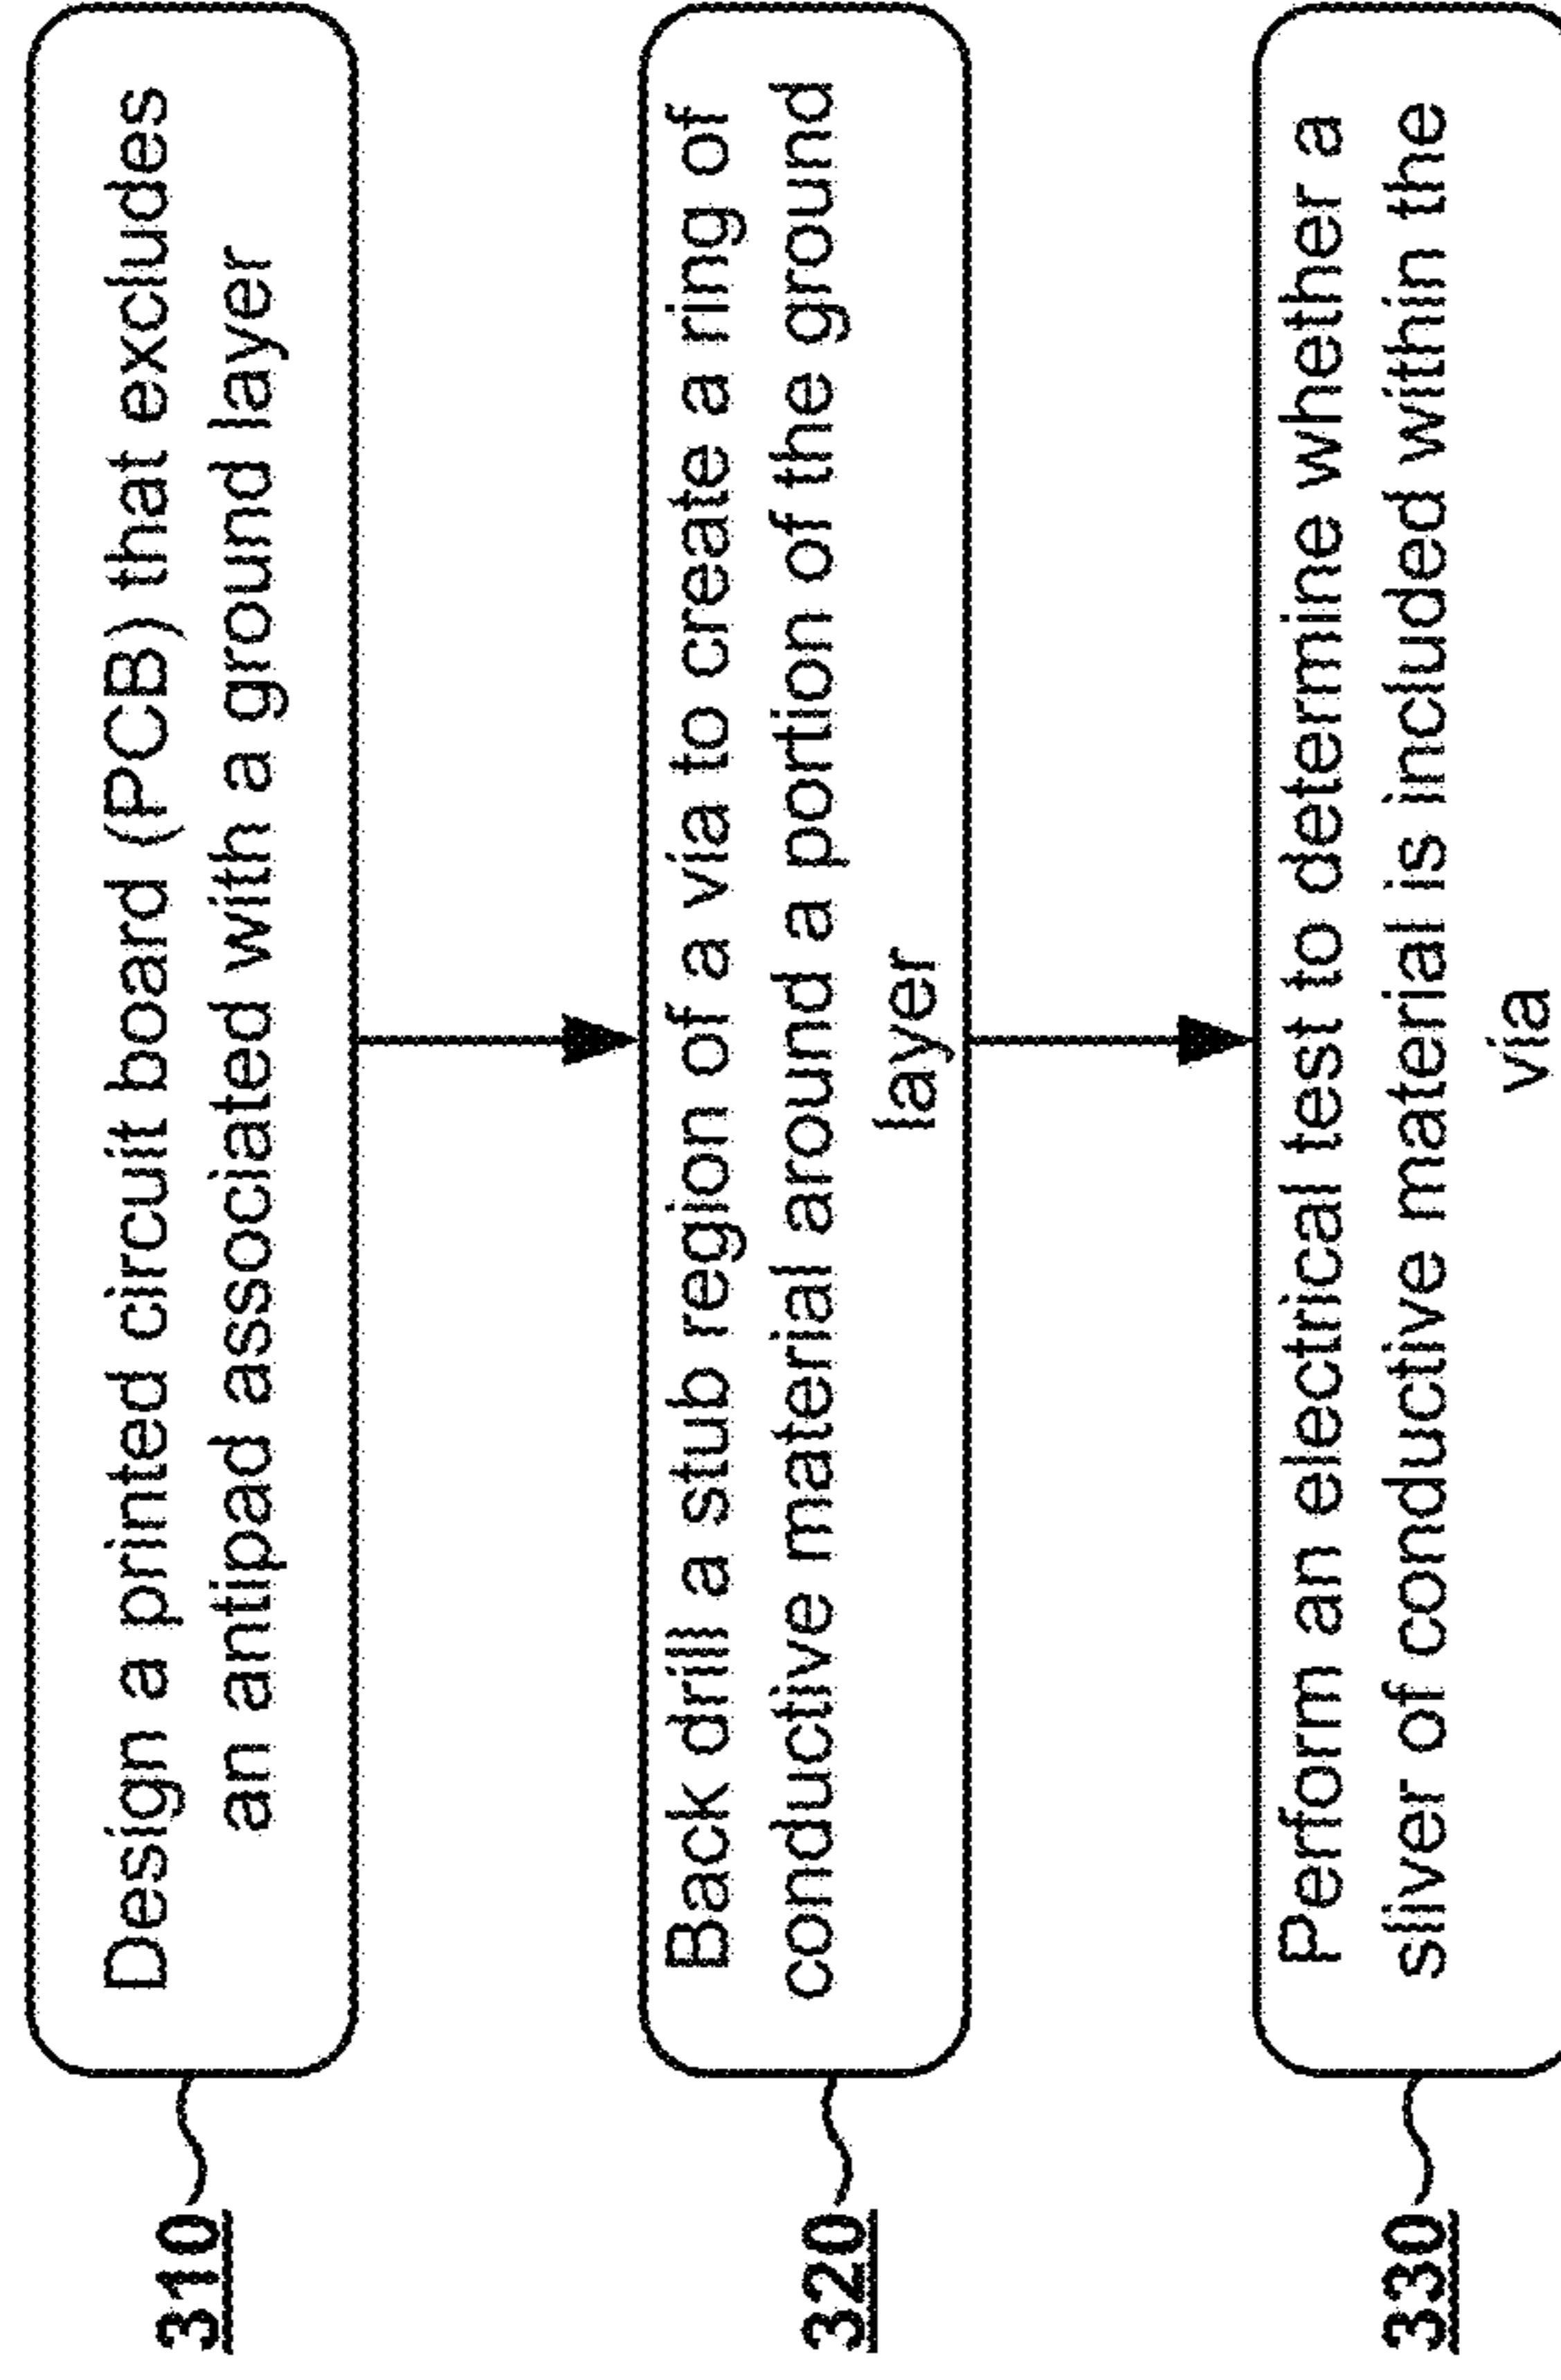 310
Design a printed circuit board (PCB) that excludes
an antipad associated with a ground layer
320
Back drill a stub region of a via to create a ring of
conductive material around a portion of the ground
layer
330
Perform an electrical test to determine whether a
sliver of conductive material is included within the
via